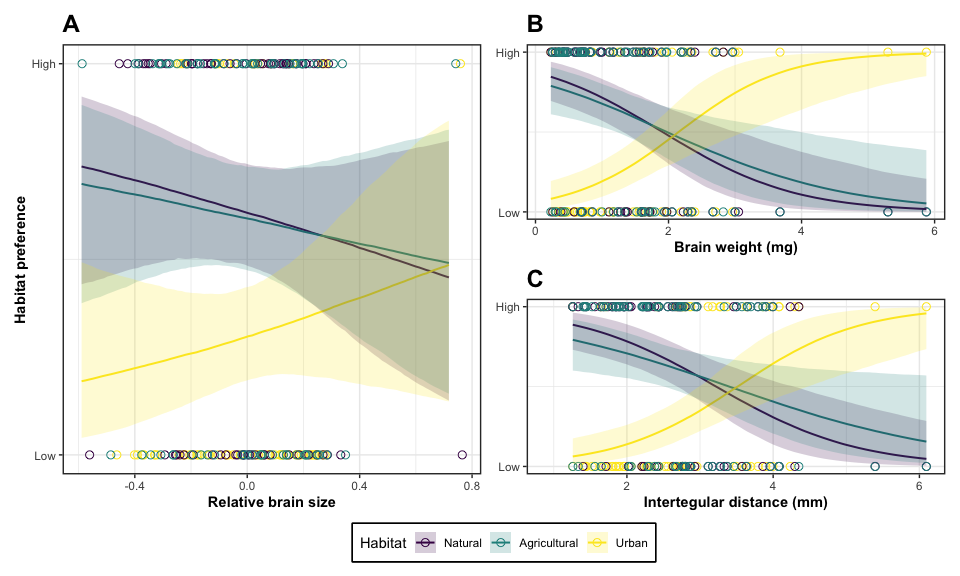 A
High
Low
-0.4
0.0
0.4
0.8
Relative brain size
Habitat preference
B
High
Low
0
2
4
6
Brain weight (mg)
C
High
Low
2
4
6
Intertegular distance (mm)
Habitat Natural Agricultural Urban